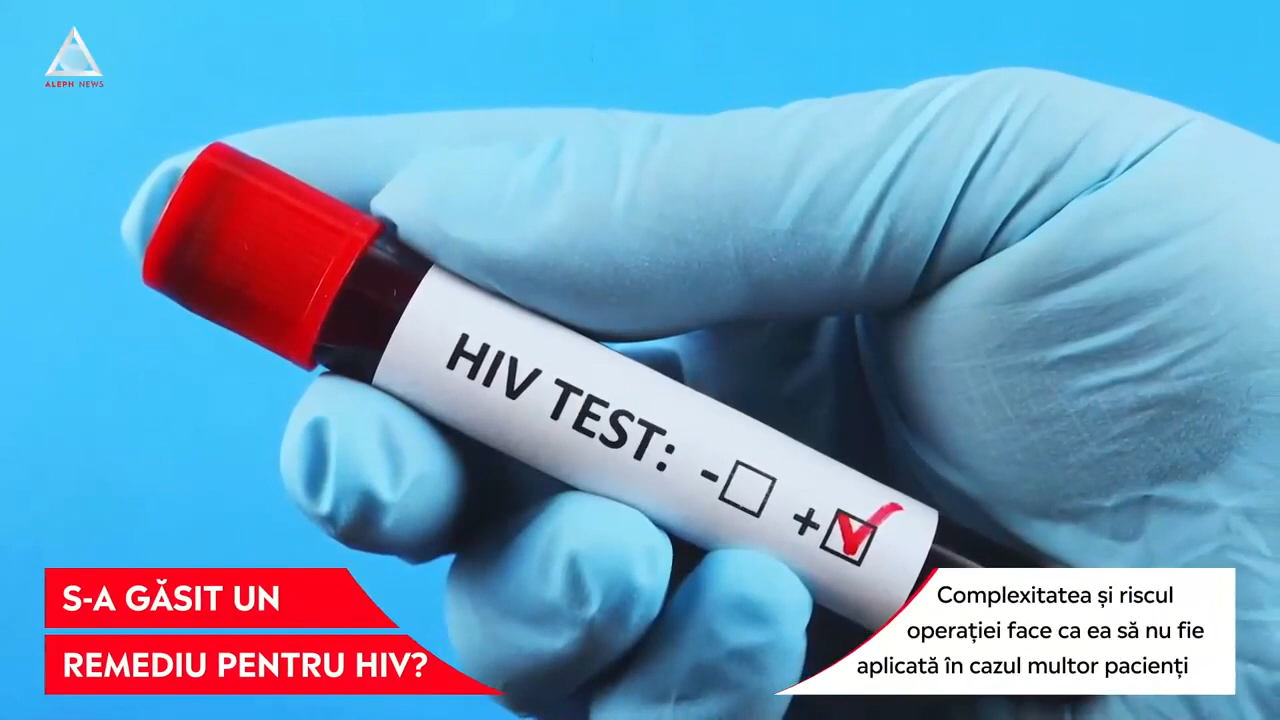 ALEPH NEWS
HIV TEST: - +
S-A GĂSIT UN
REMEDIU PENTRU HIV?
Complexitatea și riscul
operației face ca ea să nu fie
aplicată în cazul multor pacienți